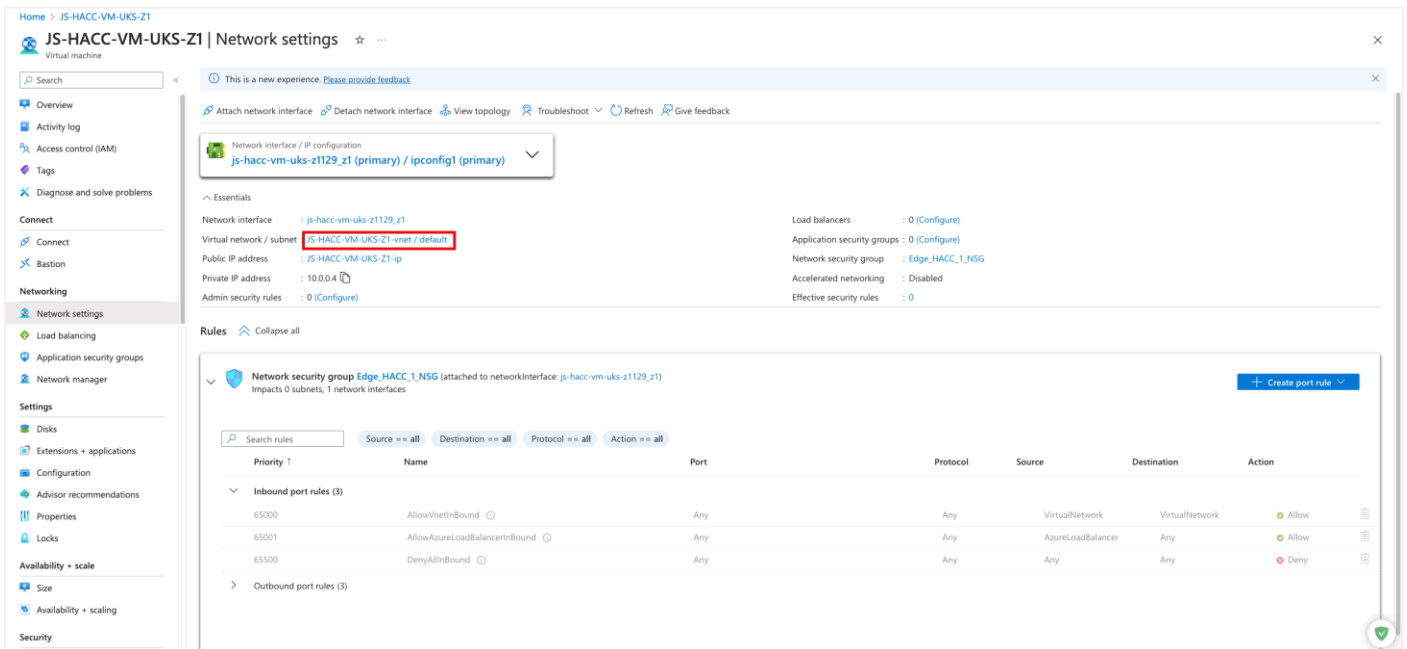 Home > JS-HACC-VM-UKS-Z1
JS-HACC-VM-UKS-Z1 | Network settings
Virtual machine
Search
Overview
Activity log
Access control (IAM)
Tags
Diagnose and solve problems
Connect
Connect
Bastion
Networking
Network settings
Load balancing
Application security groups
Network manager
Settings
Disks
Extensions + applications
Configuration
Advisor recommendations
Properties
Locks
Availability + scale
Size
Availability + scaling
Security
This is a new experience. Please provide feedback
Attach network interface Detach network interface View topology Troubleshoot Refresh Give feedback
Network interface / IP configuration
js-hacc-vm-uks-z1129_z1 (primary) / ipconfig1 (primary)
Essentials
Network interface : js-hacc-vm-uks-z1129_z1
Virtual network / subnet : JS-HACC-VM-UKS-Z1-vnet / default
Public IP address : JS-HACC-VM-UKS-Z1-ip
Private IP address : 10.0.0.4
Admin security rules : 0 (Configure)
Load balancers : 0 (Configure)
Application security groups : 0 (Configure)
Network security group : Edge_HACC_1_NSG
Accelerated networking : Disabled
Effective security rules : 0
Rules Collapse all
Network security group Edge_HACC_1_NSG (attached to networkInterface: js-hacc-vm-uks-z1129_z1)
Impacts 0 subnets, 1 network interfaces
Create port rule
Search rules Source == all Destination == all Protocol == all Action == all
Priority ↑ Name Port Protocol Source Destination Action
Inbound port rules (3)
65000 AllowVnetInBound Any Any VirtualNetwork VirtualNetwork Allow
65001 AllowAzureLoadBalancerInBound Any Any AzureLoadBalancer Any Allow
65500 DenyAllInBound Any Any Any Any Deny
Outbound port rules (3)